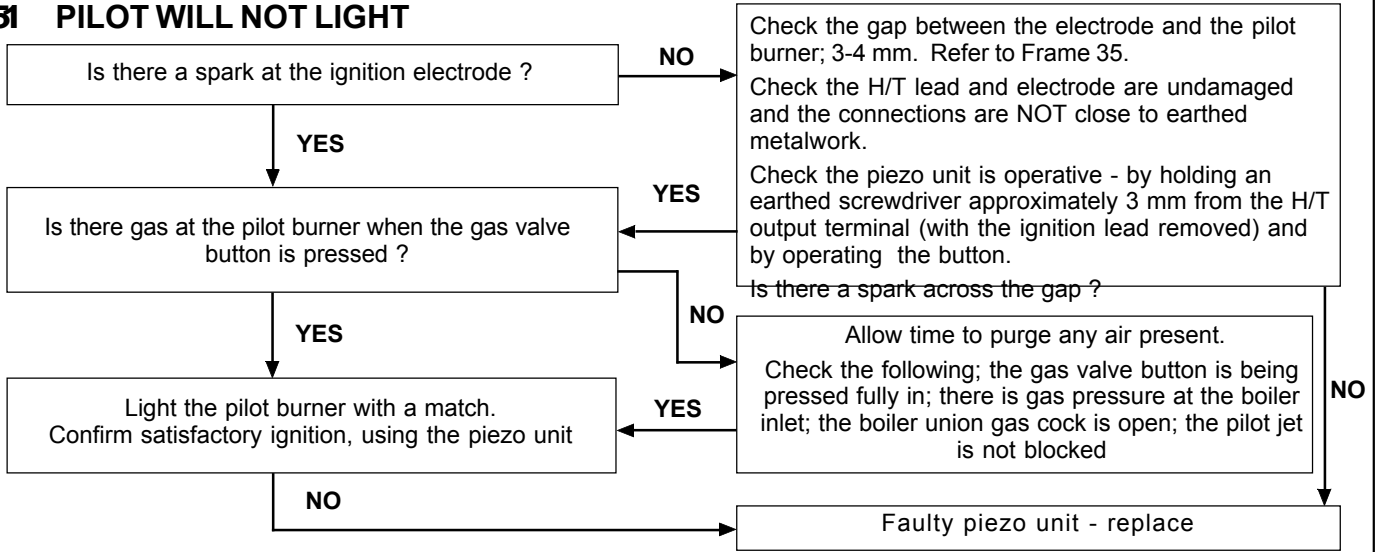 51 PILOT WILL NOT LIGHT
Is there a spark at the ignition electrode ?
NO
Check the gap between the electrode and the pilot
burner; 3-4 mm. Refer to Frame 35.
Check the H/T lead and electrode are undamaged
and the connections are NOT close to earthed
metalwork.
Check the piezo unit is operative - by holding an
earthed screwdriver approximately 3 mm from the H/T
output terminal (with the ignition lead removed) and
by operating the button.
Is there a spark across the gap ?
YES
YES
Is there gas at the pilot burner when the gas valve
button is pressed ?
NO
YES
Allow time to purge any air present.
Check the following; the gas valve button is being
pressed fully in; there is gas pressure at the boiler
inlet; the boiler union gas cock is open; the pilot jet
is not blocked
NO
YES
Light the pilot burner with a match.
Confirm satisfactory ignition, using the piezo unit
NO
Faulty piezo unit - replace